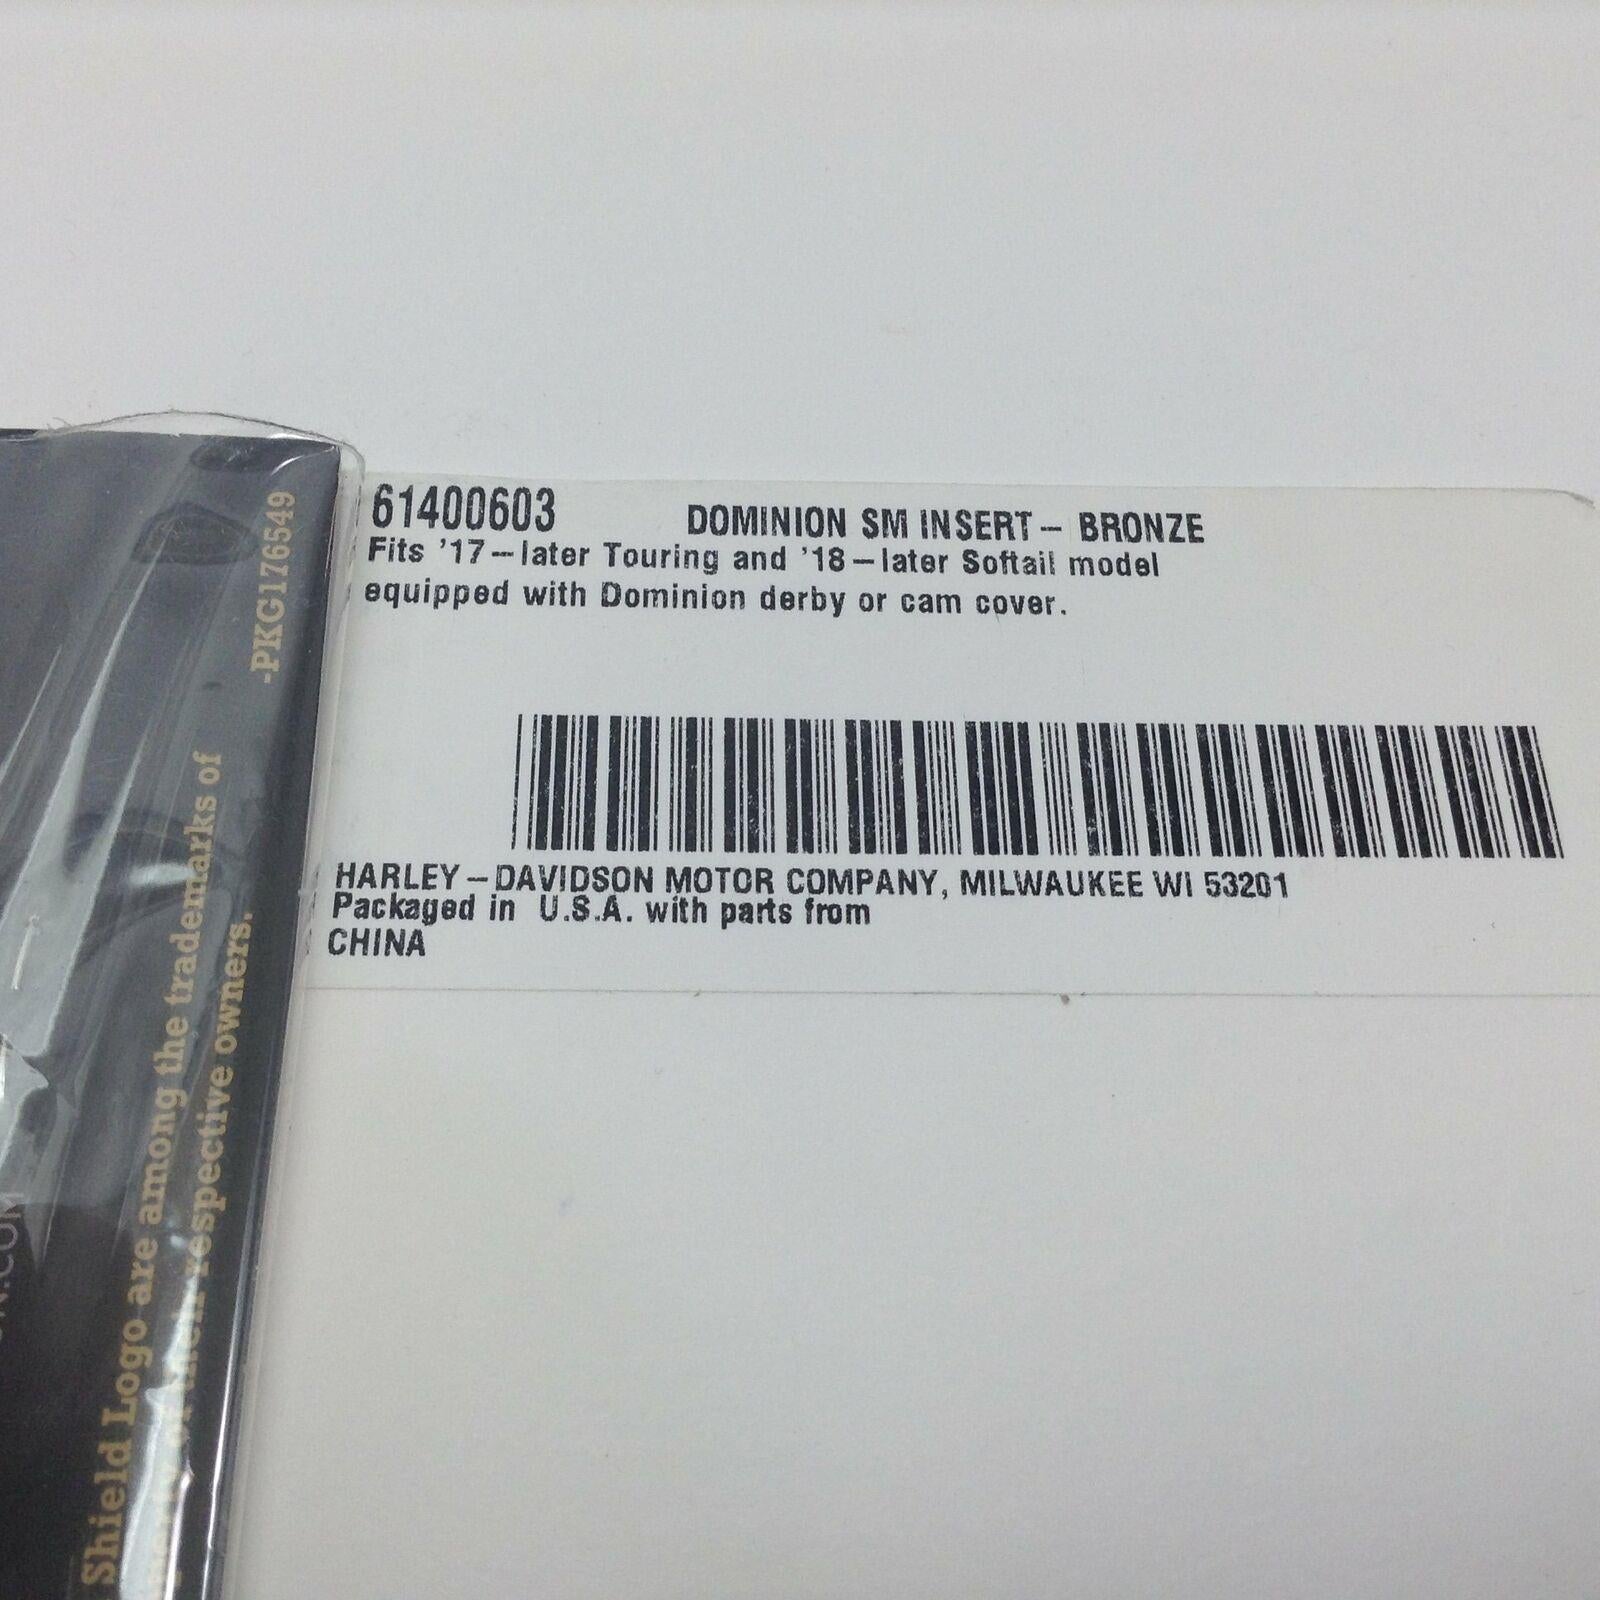 61400603 DOMINION SM INSERT– BRONZE
Fits '17–later Touring and '18–later Softail model
equipped with Dominion derby or cam cover.
HARLEY–DAVIDSON MOTOR COMPANY, MILWAUKEE WI 53201
Packaged in U.S.A. with parts from
CHINA
-PKG176549
Shield Logo are among the trademarks of
of their respective owners.